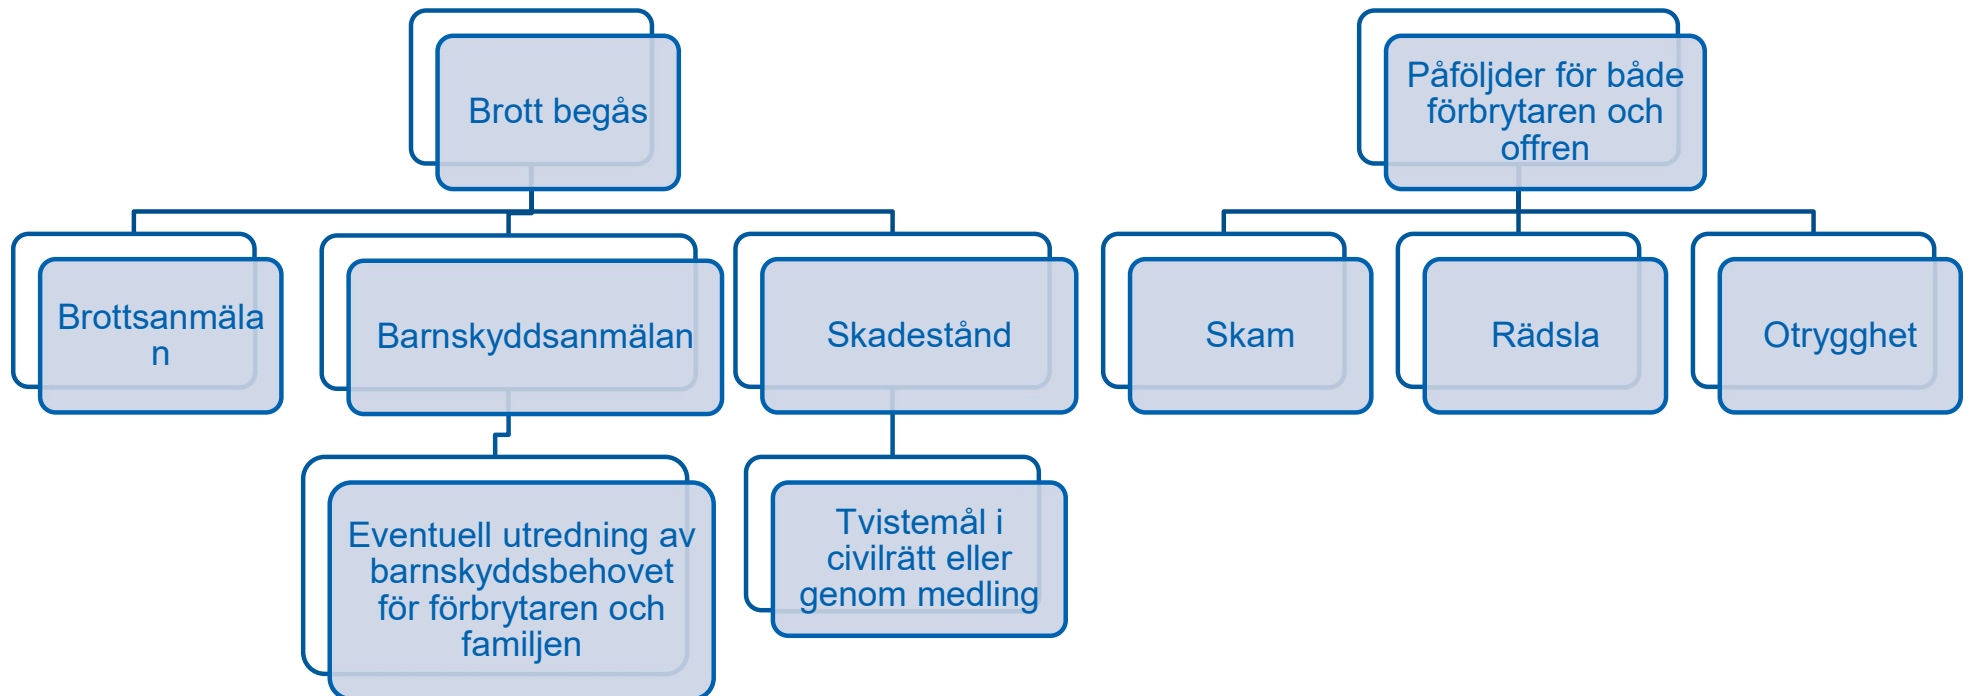 Brott begås
Påföljder för både
förbrytaren och
offren
Brottsanmäla
n
Barnskyddsanmälan
Skadestånd
Skam
Rädsla
Otrygghet
Eventuell utredning av
barnskyddsbehovet
för förbrytaren och
familjen
Tvistemål i
civilrätt eller
genom medling